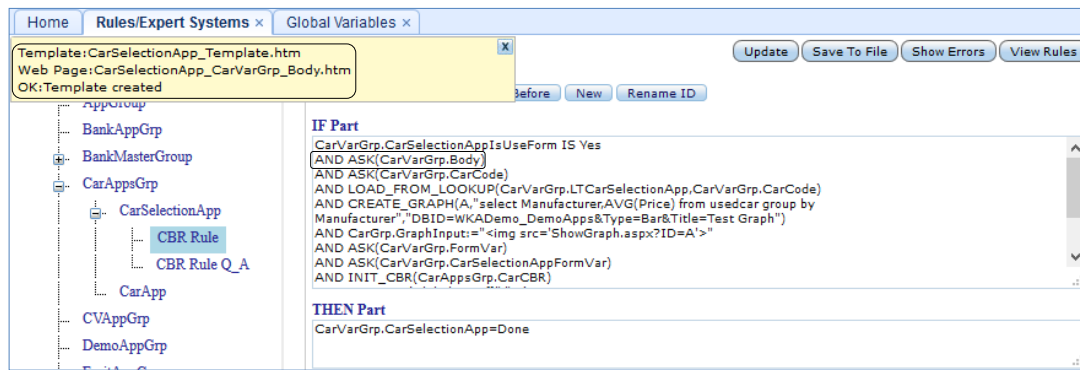 Home Rules/Expert Systems × Global Variables ×
Template:CarSelectionApp_Template.htm
Web Page:CarSelectionApp_CarVarGrp_Body.htm
OK:Template created
X
Update Save To File Show Errors View Rules
Before New Rename ID
AppGroup
BankAppGrp
BankMasterGroup
CarAppsGrp
CarSelectionApp
CBR Rule
CBR Rule Q_A
CarApp
CVAppGrp
DemoAppGrp
IF Part
CarVarGrp.CarSelectionAppIsUseForm IS Yes
AND ASK(CarVarGrp.Body)
AND ASK(CarVarGrp.CarCode)
AND LOAD_FROM_LOOKUP(CarVarGrp.LTCarSelectionApp,CarVarGrp.CarCode)
AND CREATE_GRAPH(A,"select Manufacturer,AVG(Price) from usedcar group by
Manufacturer","DBID=WKADemo_DemoApps&Type=Bar&Title=Test Graph")
AND CarGrp.GraphInput:="<img src='ShowGraph.aspx?ID=A'>"
AND ASK(CarVarGrp.FormVar)
AND ASK(CarVarGrp.CarSelectionAppFormVar)
AND INIT_CBR(CarAppsGrp.CarCBR)
THEN Part
CarVarGrp.CarSelectionApp=Done